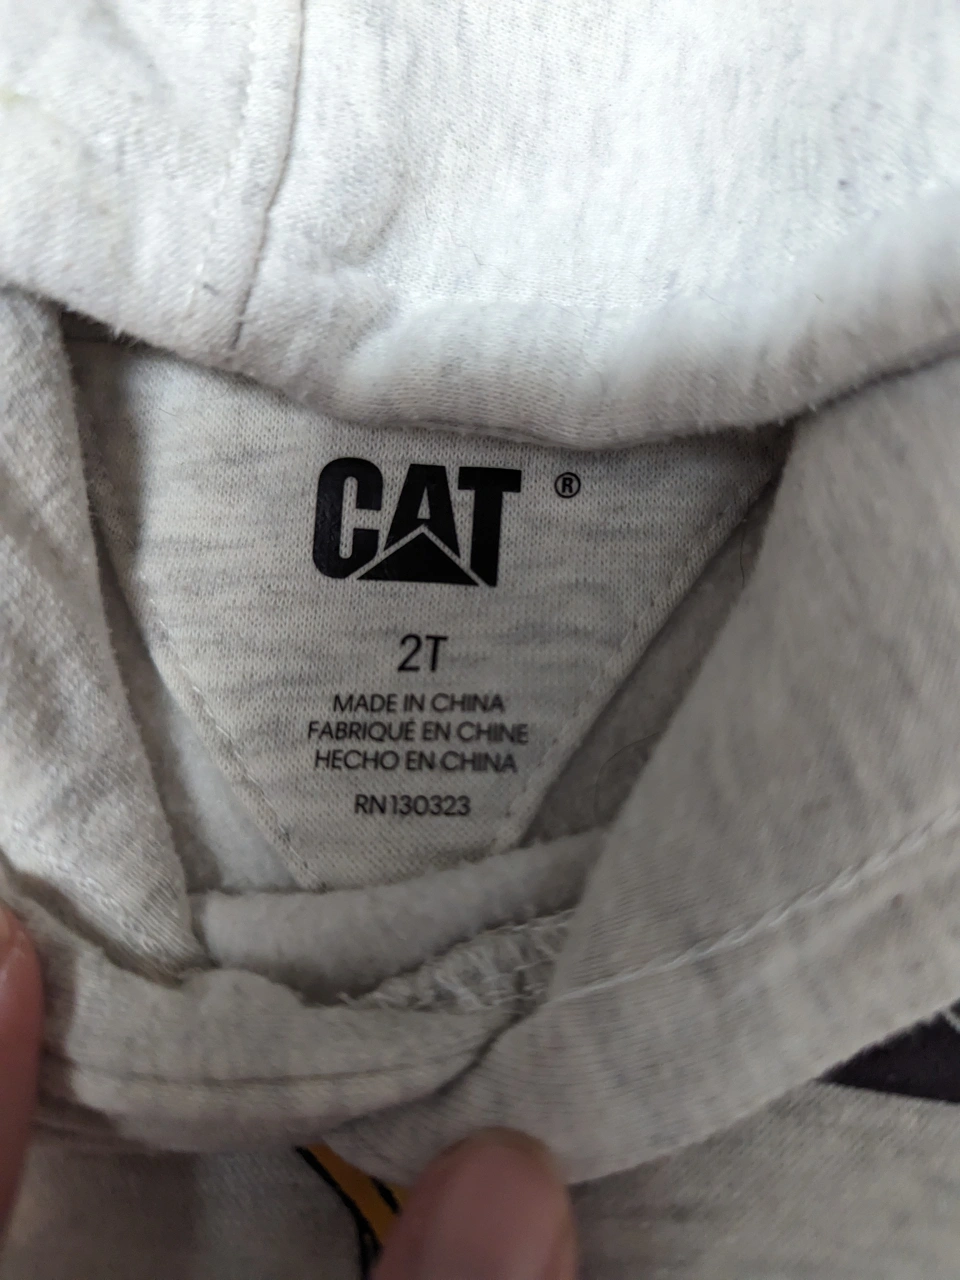 CAT ®
2T
MADE IN CHINA
FABRIQUÉ EN CHINE
HECHO EN CHINA
RN130323